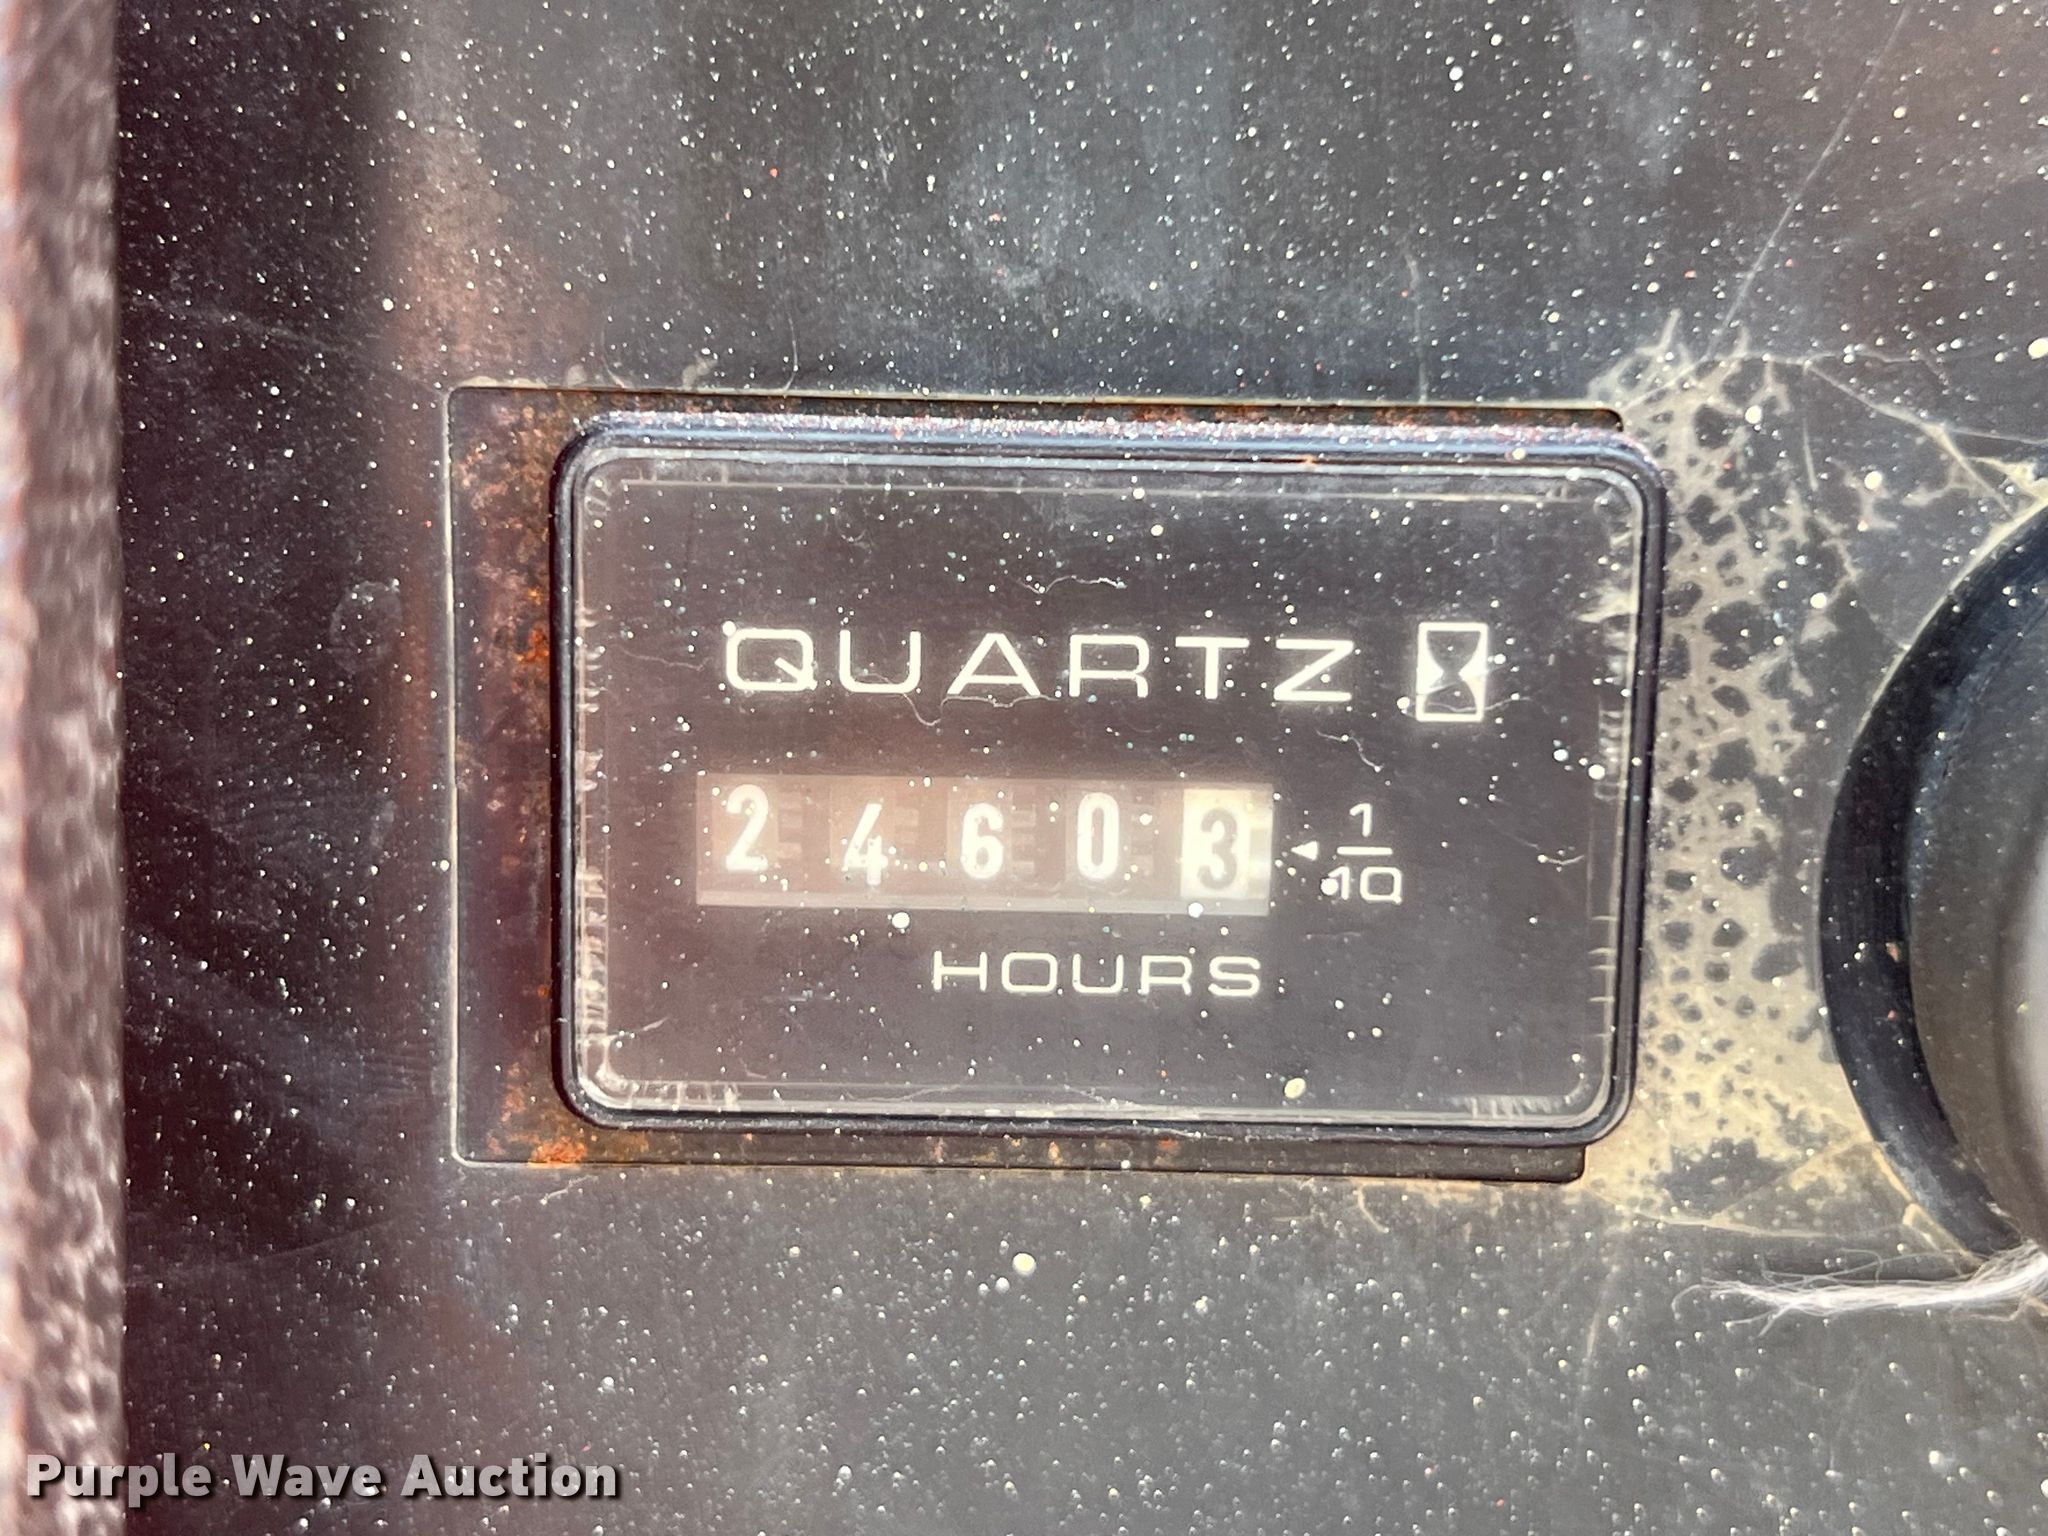 QUARTZ
24603 1/10
HOURS
Purple Wave Auction